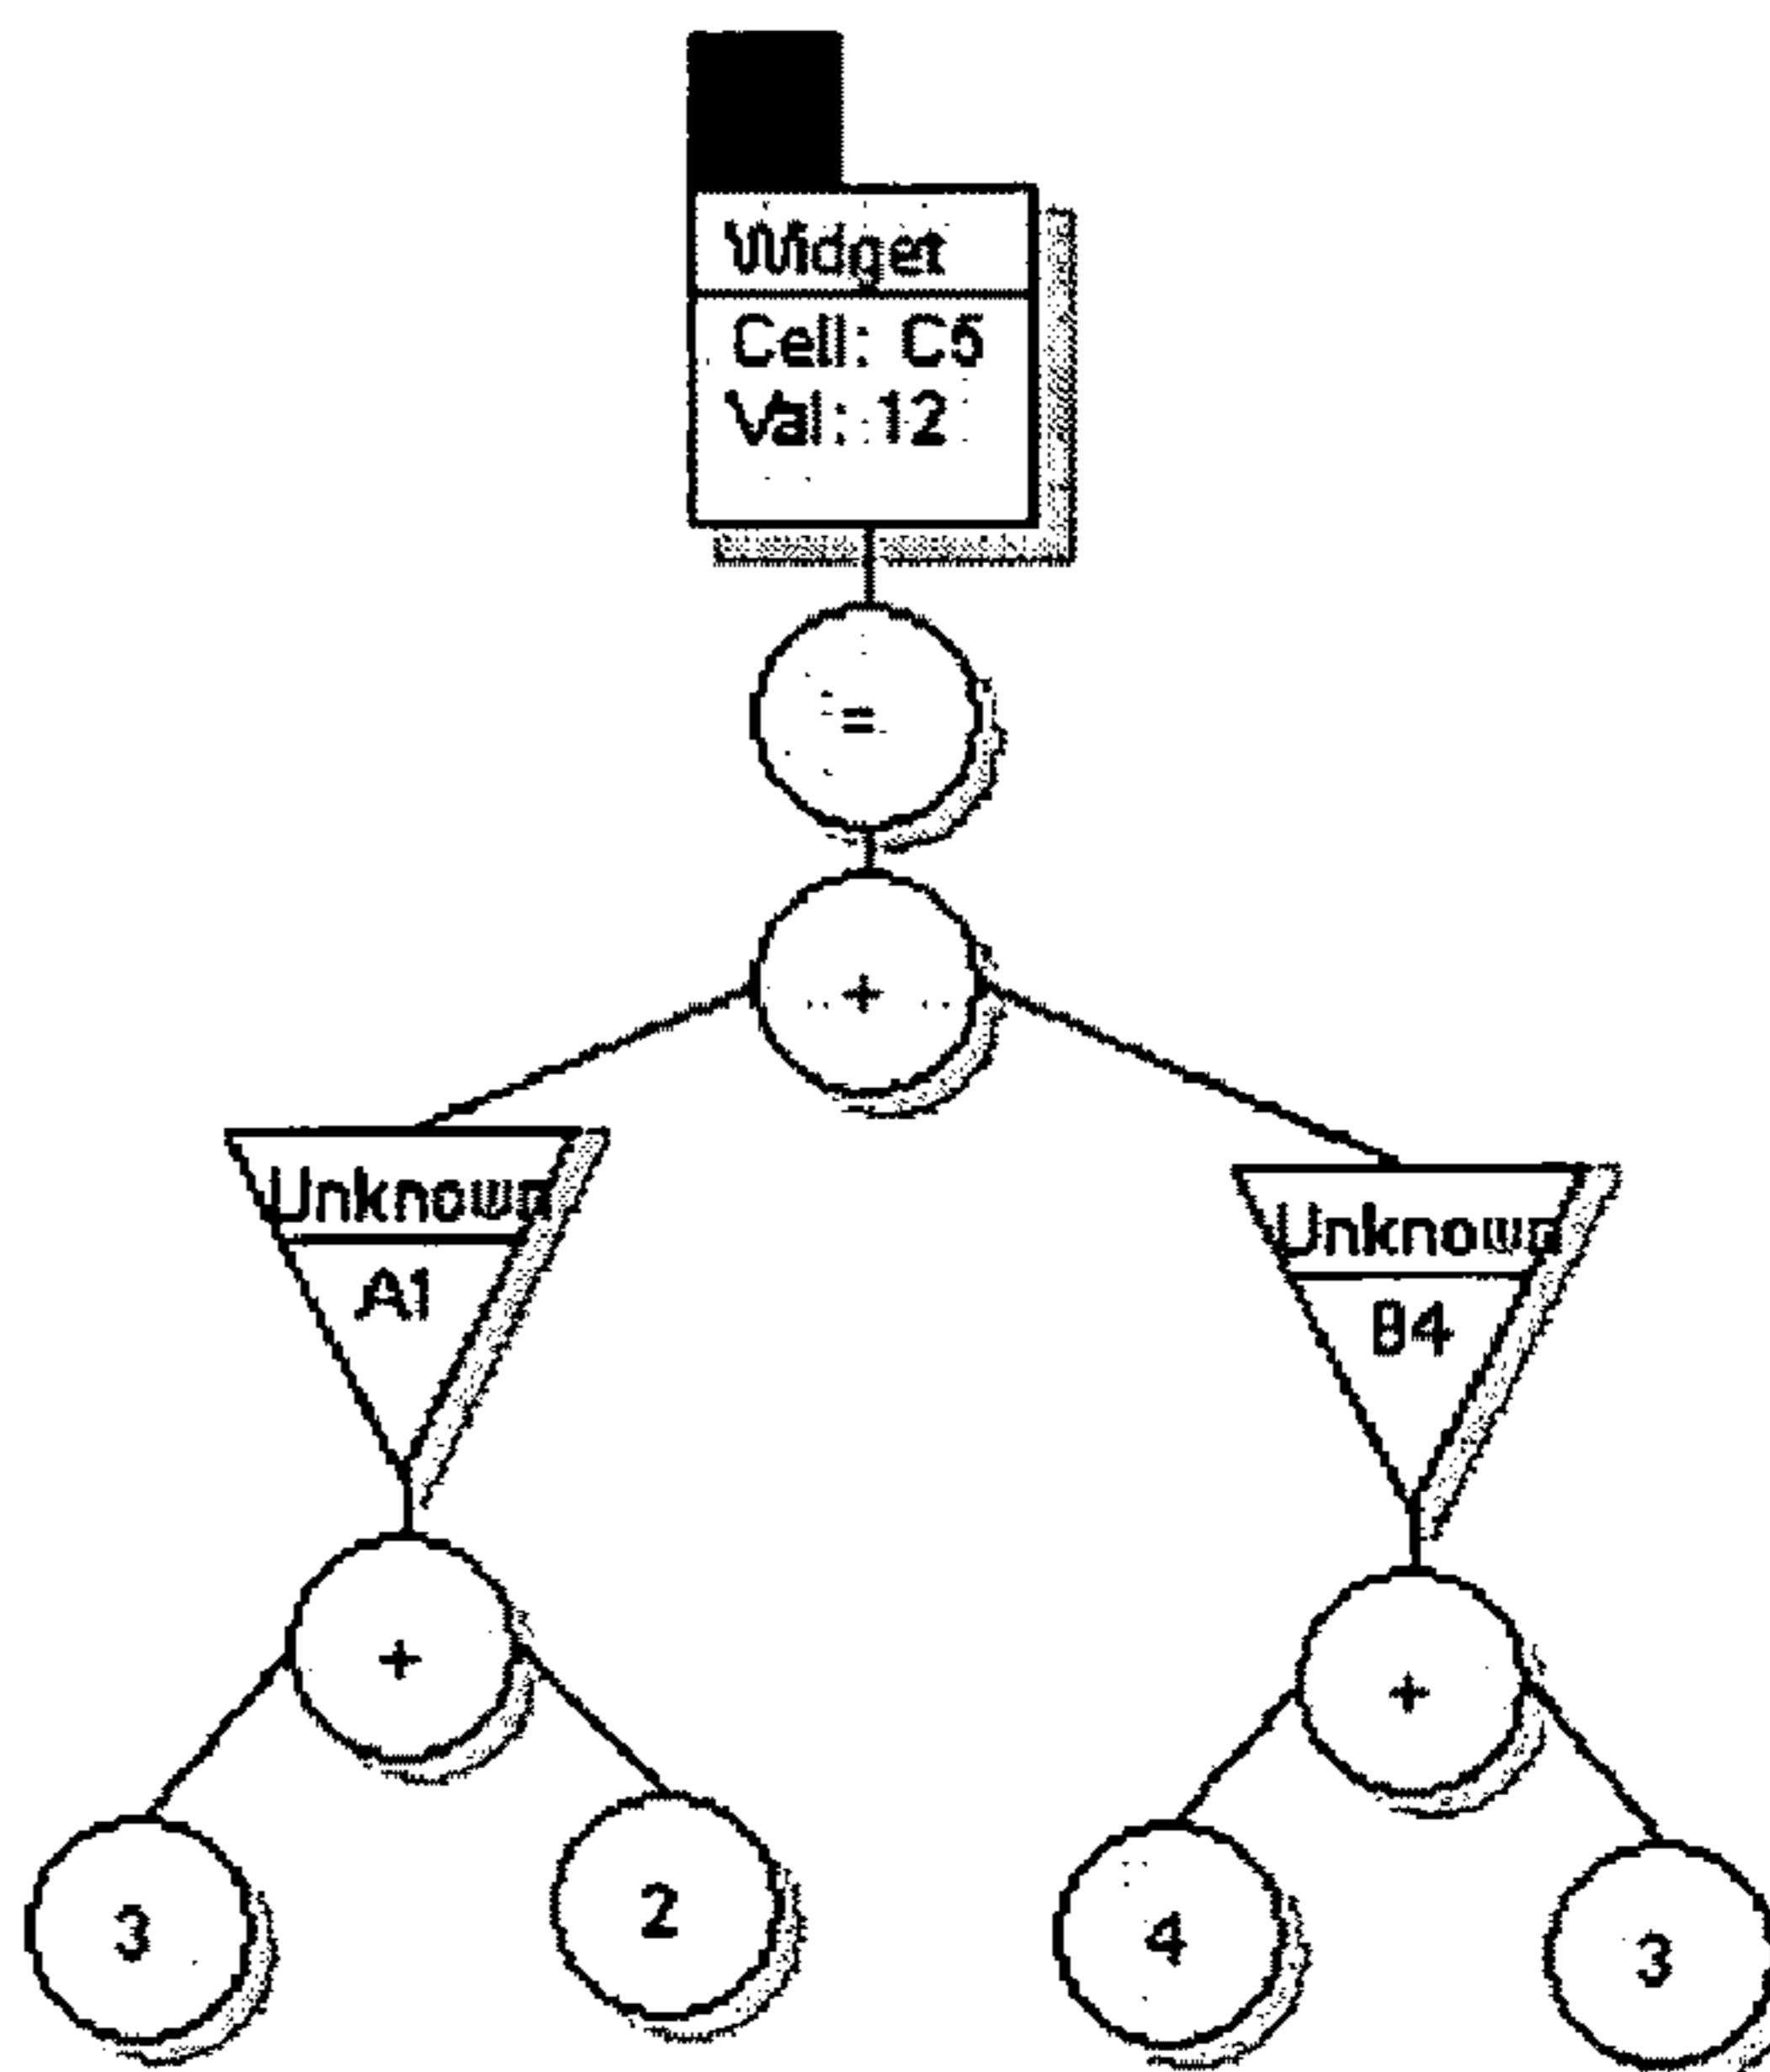 Widget
Cell: C5
Val: 12
=
+
Unknown
A1
Unknown
B4
+
+
3
2
4
3